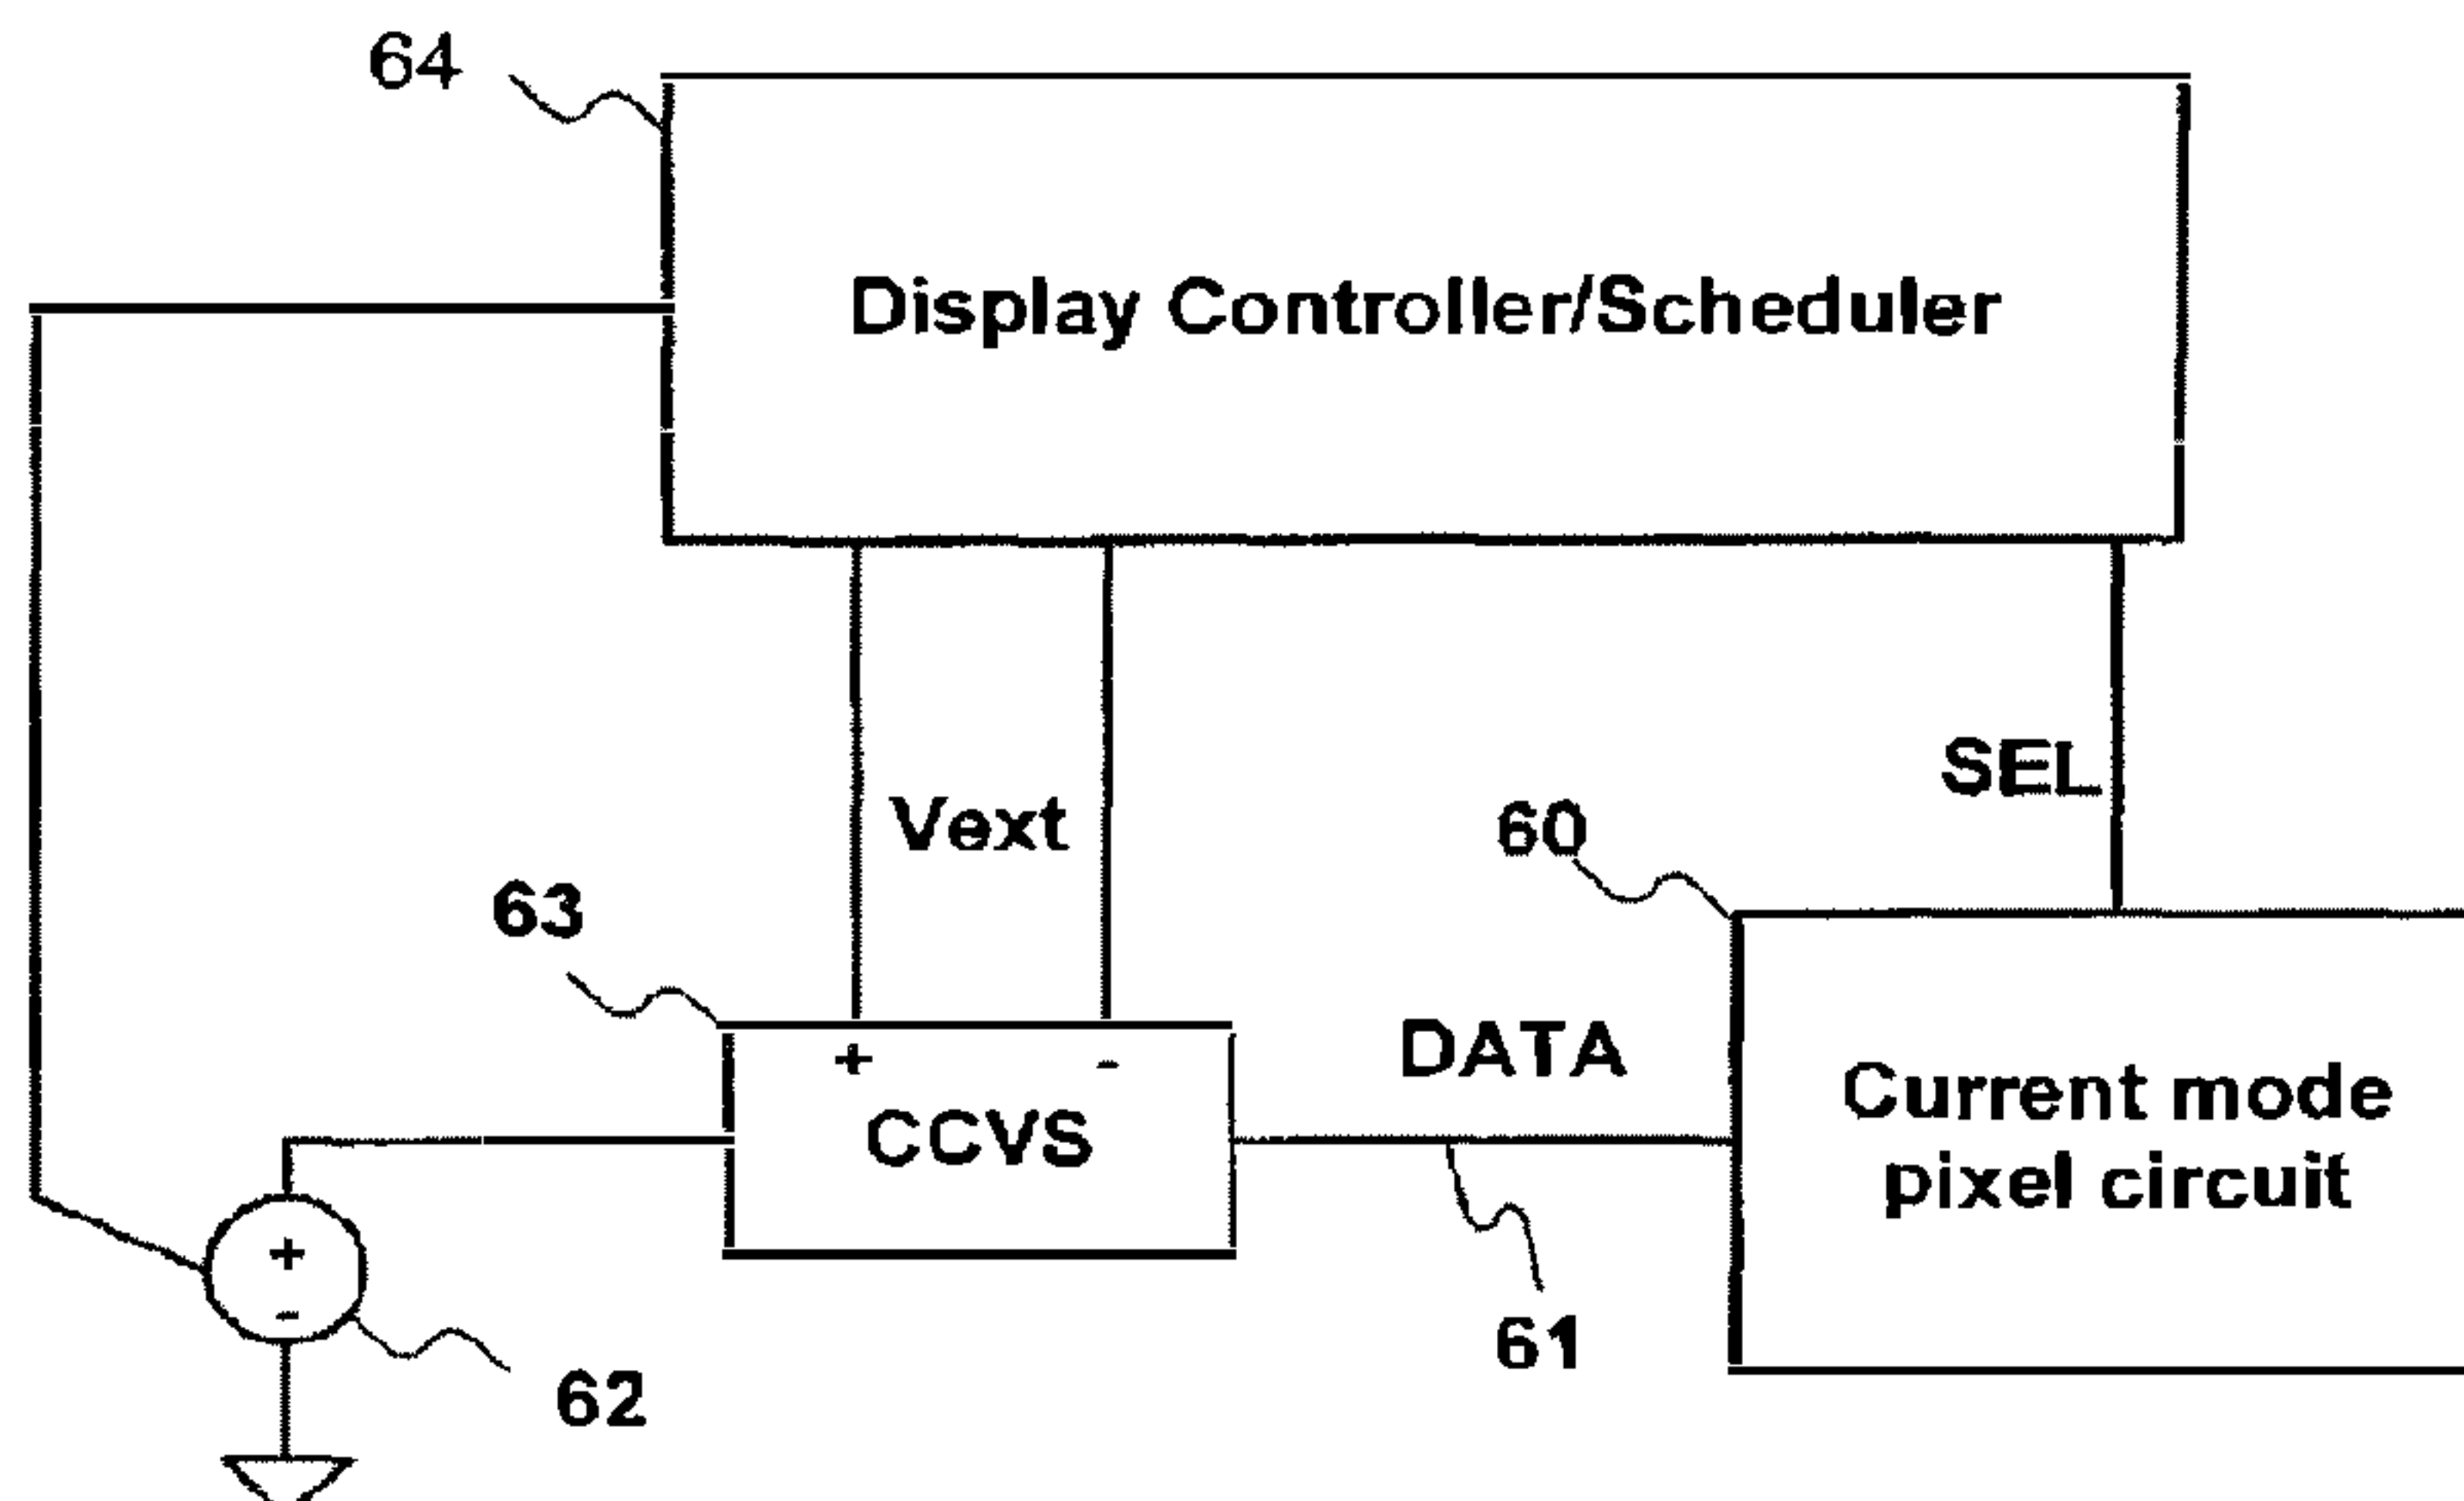 64
Display Controller/Scheduler
SEL
Vext
60
63
+ -
DATA
CCVS
Current mode
pixel circuit
+
-
61
62